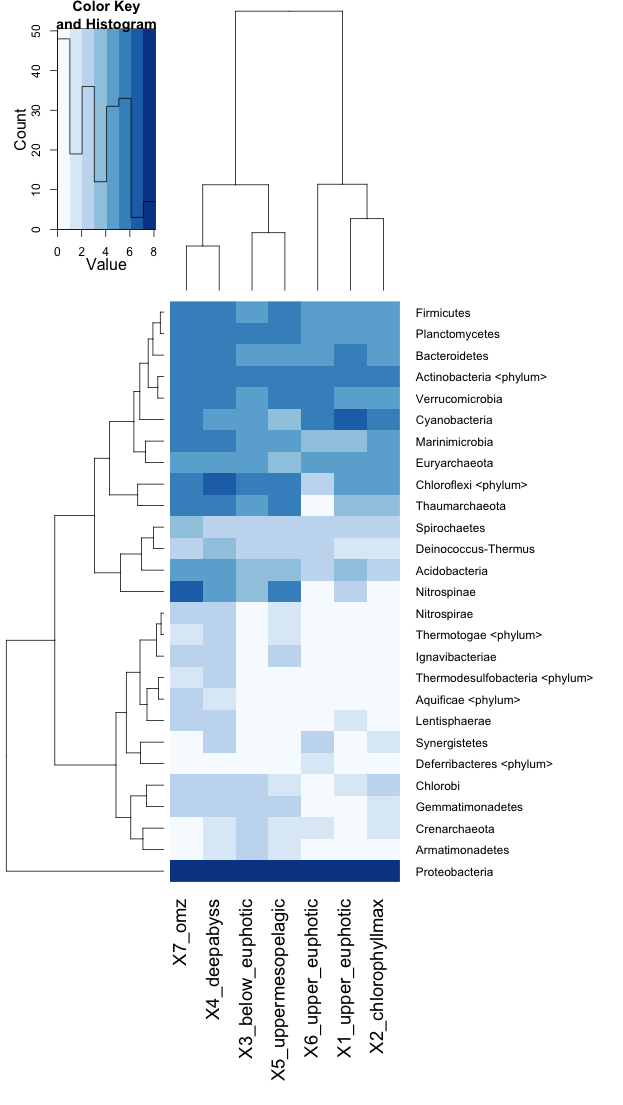 Color Key
and Histogram
Count
50
40
30
20
10
0
0 2 4 6 8
Value
Firmicutes
Planctomycetes
Bacteroidetes
Actinobacteria <phylum>
Verrucomicrobia
Cyanobacteria
Marinimicrobia
Euryarchaeota
Chloroflexi <phylum>
Thaumarchaeota
Spirochaetes
Deinococcus-Thermus
Acidobacteria
Nitrospinae
Nitrospirae
Thermotogae <phylum>
Ignavibacteriae
Thermodesulfobacteria <phylum>
Aquificae <phylum>
Lentisphaerae
Synergistetes
Deferribacteres <phylum>
Chlorobi
Gemmatimonadetes
Crenarchaeota
Armatimonadetes
Proteobacteria
X7_omz
X4_deepabyss
X3_below_euphotic
X5_uppermesopelagic
X6_upper_euphotic
X1_upper_euphotic
X2_chlorophyllmax